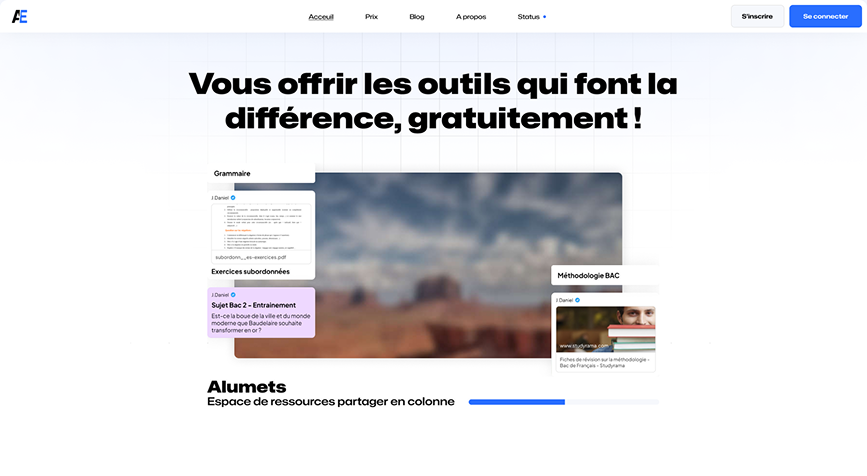 AE
Acceuil
Prix
Blog
A propos
Status
S'inscrire
Se connecter
Vous offrir les outils qui font la
différence, gratuitement !
Grammaire
J.Daniel
subordonn__es-exercices.pdf
Exercices subordonnées
J.Daniel
Sujet Bac 2 - Entrainement
Est-ce la boue de la ville et du monde
moderne que Baudelaire souhaite
transformer en or ?
Méthodologie BAC
J.Daniel
www.studyrama.com
Fiches de révision sur la méthodologie -
Bac de Français - Studyrama
Alumets
Espace de ressources partager en colonne